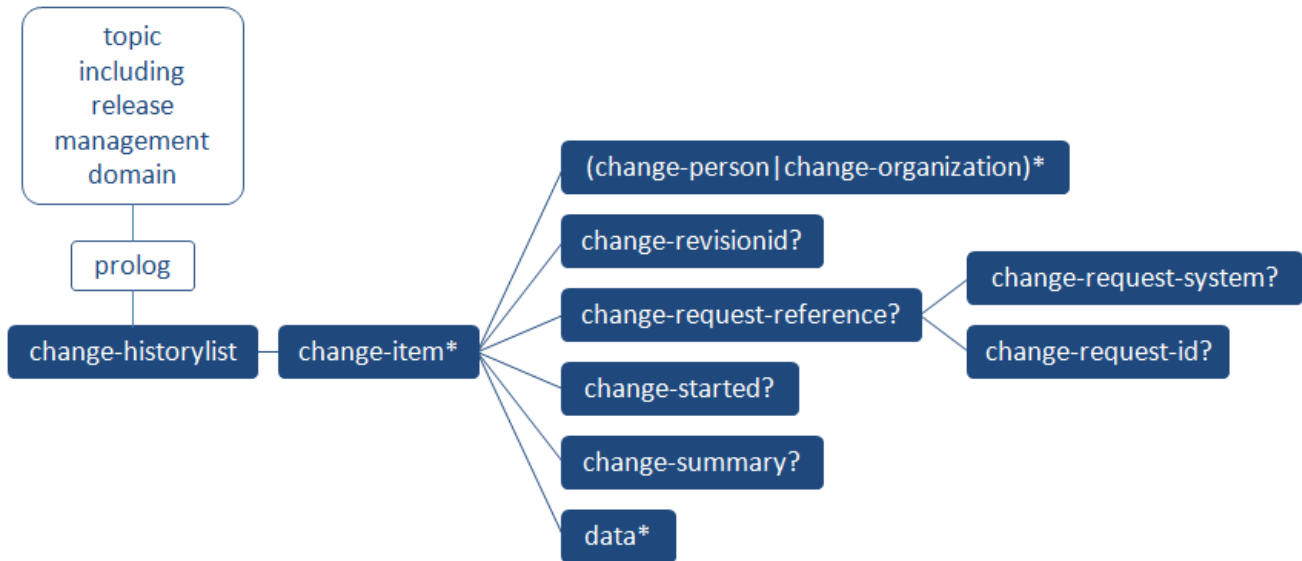 topic
including
release
management
domain
prolog
change-historylist
change-item*
(change-person|change-organization)*
change-revisionid?
change-request-reference?
change-request-system?
change-request-id?
change-started?
change-summary?
data*